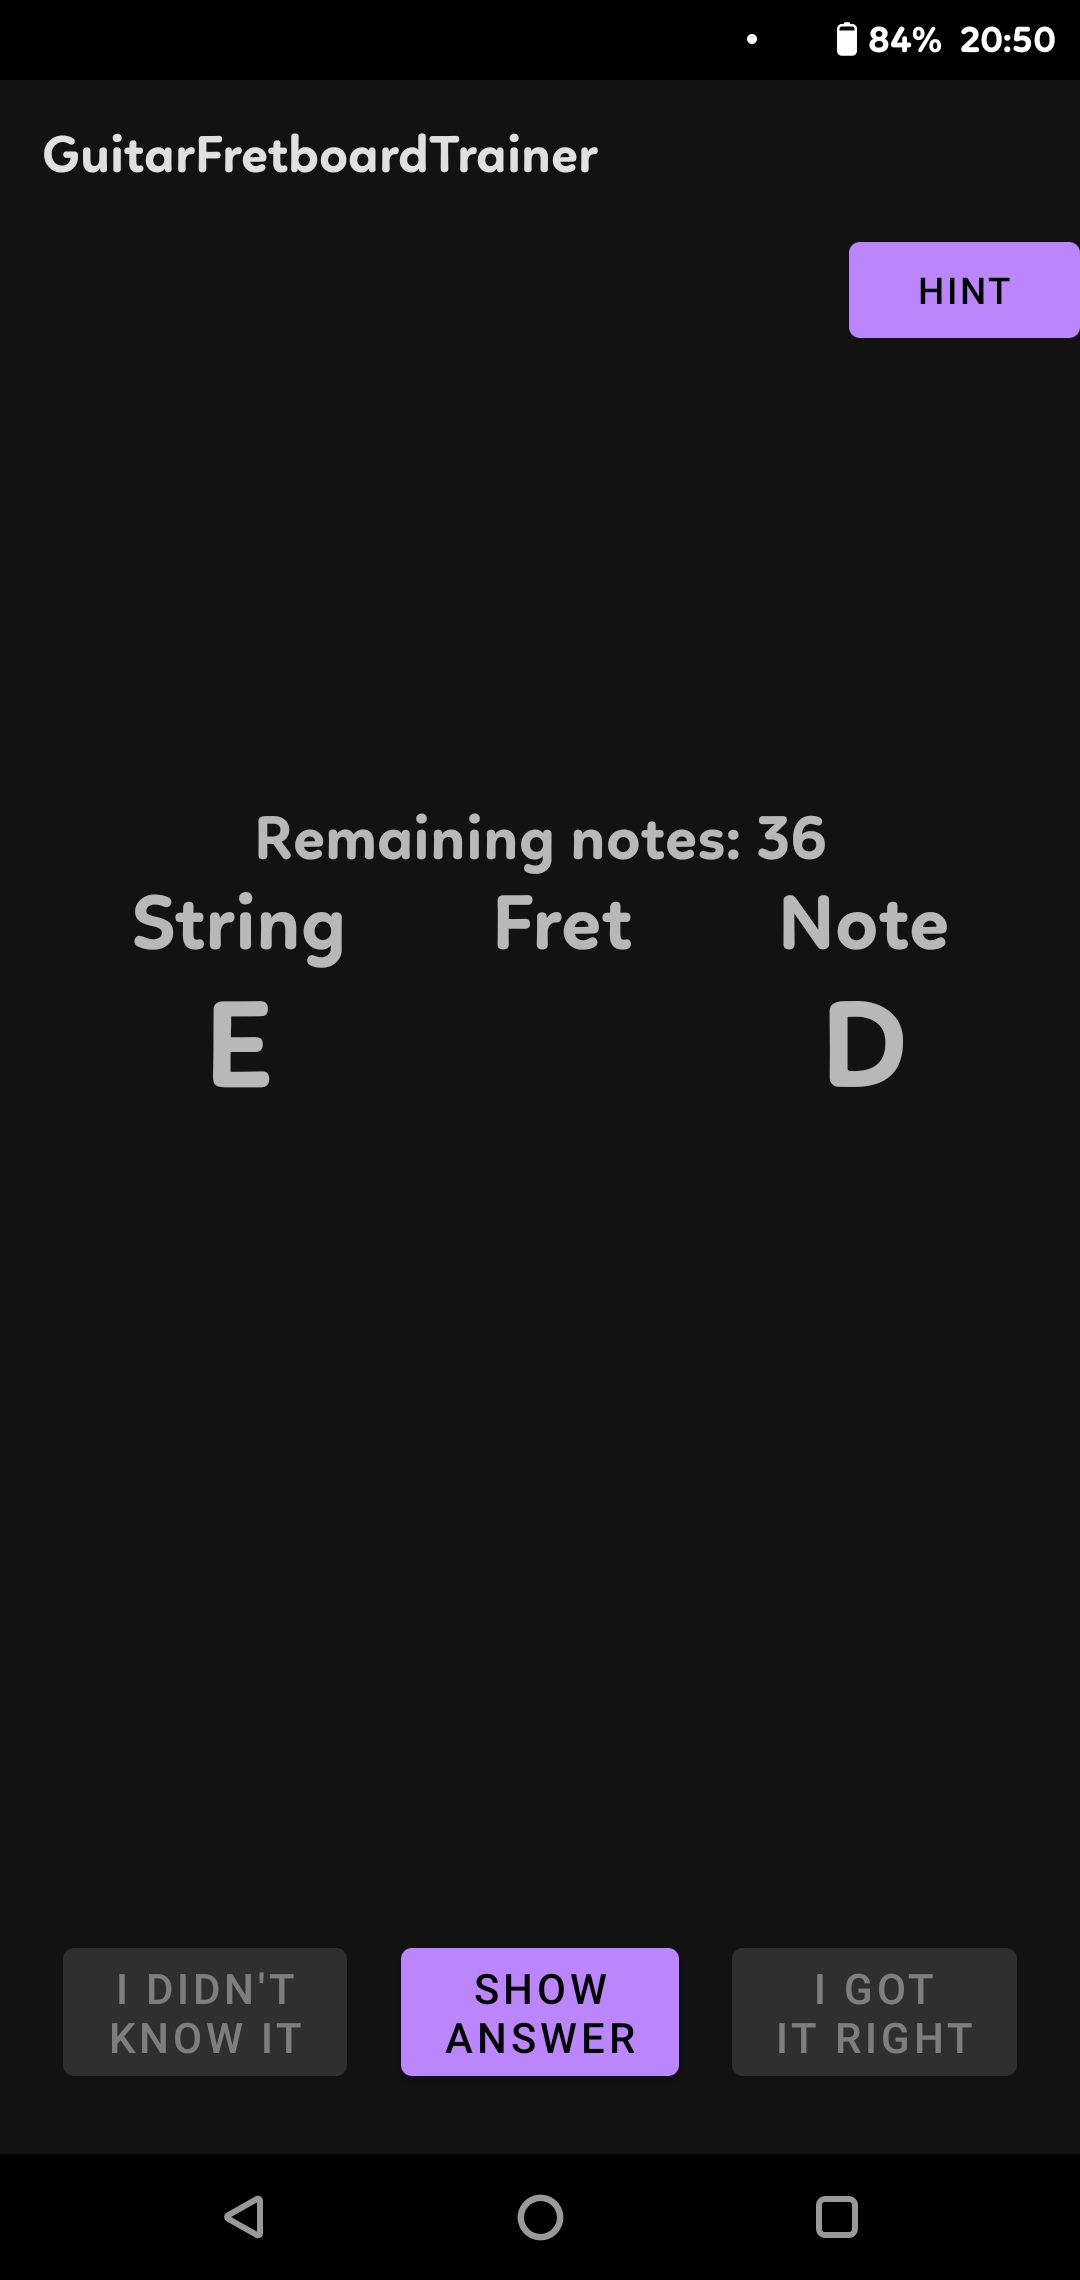 84% 20:50
GuitarFretboardTrainer
HINT
Remaining notes: 36
String Fret Note
E D
I DIDN'T
KNOW IT
SHOW
ANSWER
I GOT
IT RIGHT